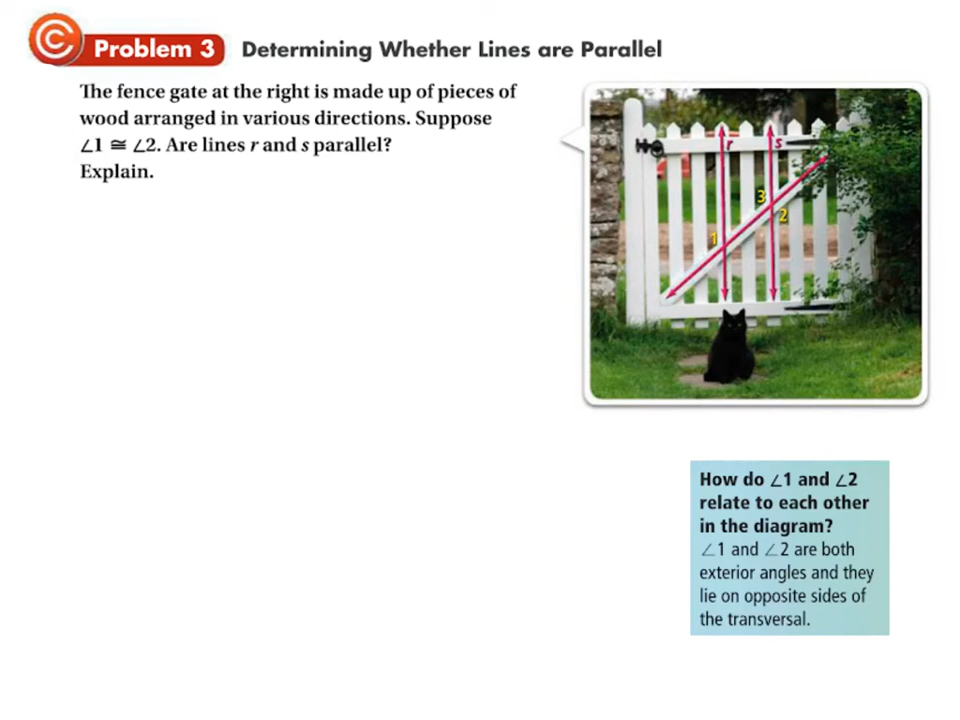 © Problem 3 Determining Whether Lines are Parallel
The fence gate at the right is made up of pieces of
wood arranged in various directions. Suppose
∠1 ≅ ∠2. Are lines r and s parallel?
Explain.
r s
3
2
1
How do ∠1 and ∠2
relate to each other
in the diagram?
∠1 and ∠2 are both
exterior angles and they
lie on opposite sides of
the transversal.